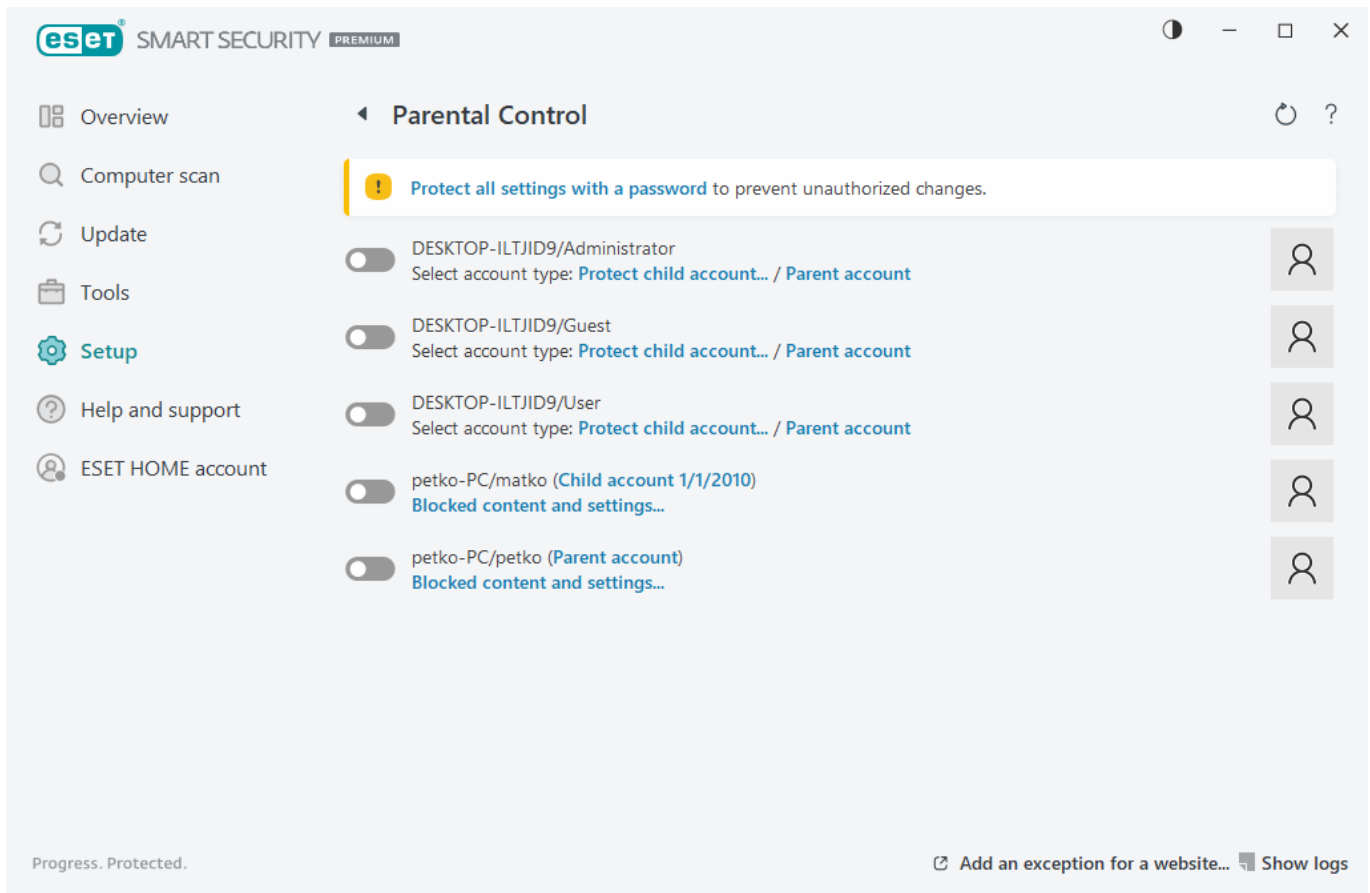 eset® SMART SECURITY PREMIUM
Overview
Computer scan
Update
Tools
Setup
Help and support
ESET HOME account
Parental Control
?
! Protect all settings with a password to prevent unauthorized changes.
DESKTOP-ILTJID9/Administrator
Select account type: Protect child account... / Parent account
DESKTOP-ILTJID9/Guest
Select account type: Protect child account... / Parent account
DESKTOP-ILTJID9/User
Select account type: Protect child account... / Parent account
petko-PC/matko (Child account 1/1/2010)
Blocked content and settings...
petko-PC/petko (Parent account)
Blocked content and settings...
Progress. Protected.
Add an exception for a website... Show logs